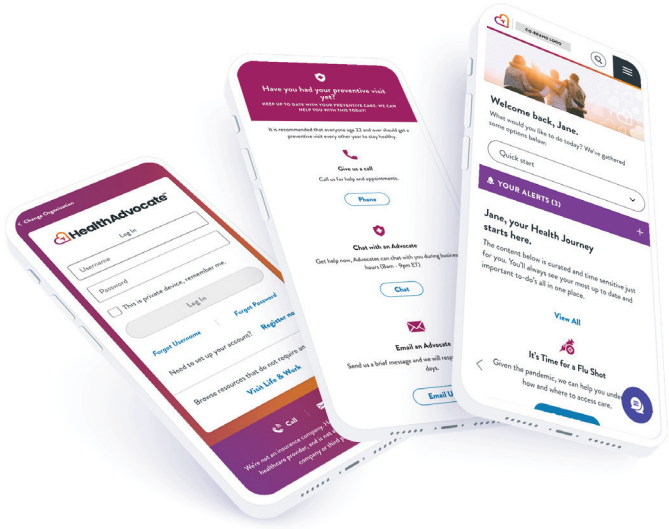 Change Organization
HealthAdvocate
Log In
Username
Password
This is private device, remember me.
Log In
Forgot Username
Forgot Password
Need to set up your account?
Register
Browse resources that do not require
Visit Life & Work
Call
We're not an insurance company.
healthcare provider, and is not
company or third
Have you had your preventive visit
yet?
KEEP UP TO DATE WITH YOUR PREVENTIVE CARE. WE CAN
HELP YOU WITH THIS TODAY!
It is recommended that everyone age 22 and over should get a
preventive visit every other year to stay healthy.
Give us a call
Call us for help and appointments.
Phone
Chat with an Advocate
Get help now, Advocates can chat with you during business
hours (8am - 9pm ET)
Chat
Email an Advocate
Send us a brief message and we will
days.
Email
CO-BRAND LOGO
Welcome back, Jane.
What would you like to do today? We've gathered
some options below:
Quick start
YOUR ALERTS (3)
+
Jane, your Health Journey
starts here.
The content below is curated and time sensitive just
for you. You'll always see your most up to date and
important to-do's all in one place.
View All
It's Time for a Flu Shot
Given the pandemic, we can help you
how and where to access care.